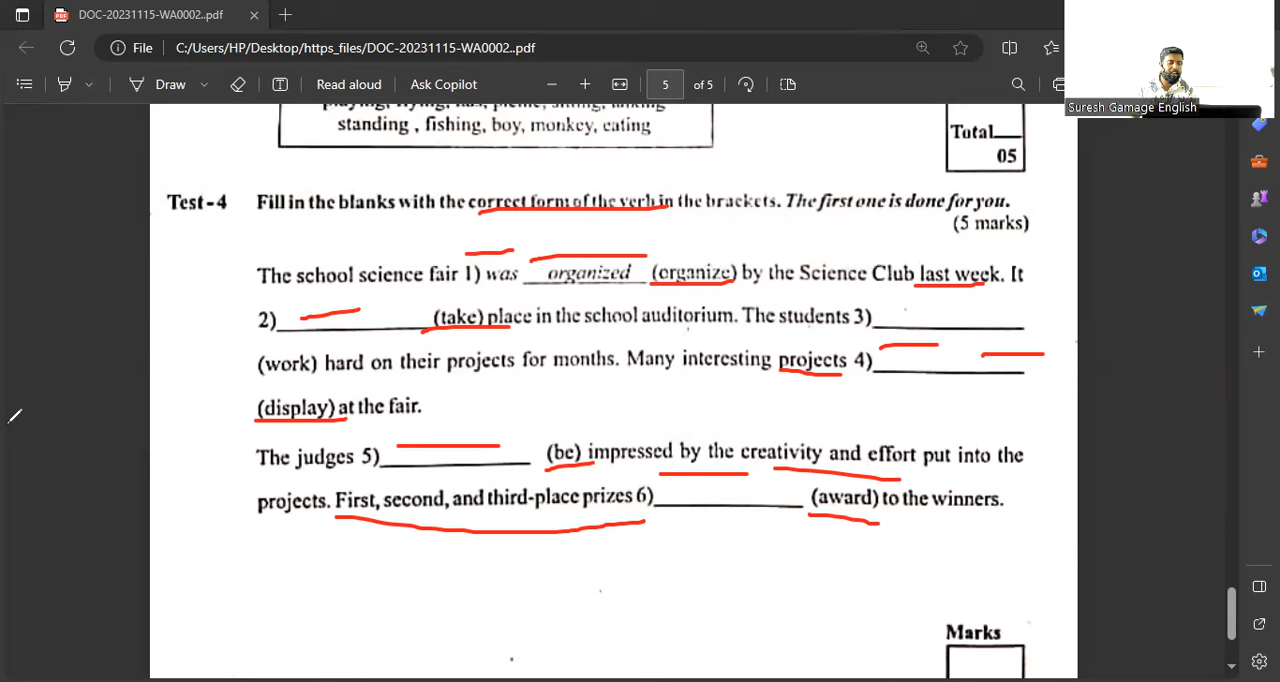 DOC-20231115-WA0002..pdf
File C:/Users/HP/Desktop/https_files/DOC-20231115-WA0002..pdf
Draw Read aloud Ask Copilot 5 of 5
Suresh Gamage English
standing , fishing, boy, monkey, eating
Total
05
Test-4 Fill in the blanks with the correct form of the verb in the brackets. The first one is done for you.
(5 marks)
The school science fair 1) was organized (organize) by the Science Club last week. It
2)____________ (take) place in the school auditorium. The students 3)____________
(work) hard on their projects for months. Many interesting projects 4)____________
(display) at the fair.
The judges 5)____________ (be) impressed by the creativity and effort put into the
projects. First, second, and third-place prizes 6)____________ (award) to the winners.
Marks